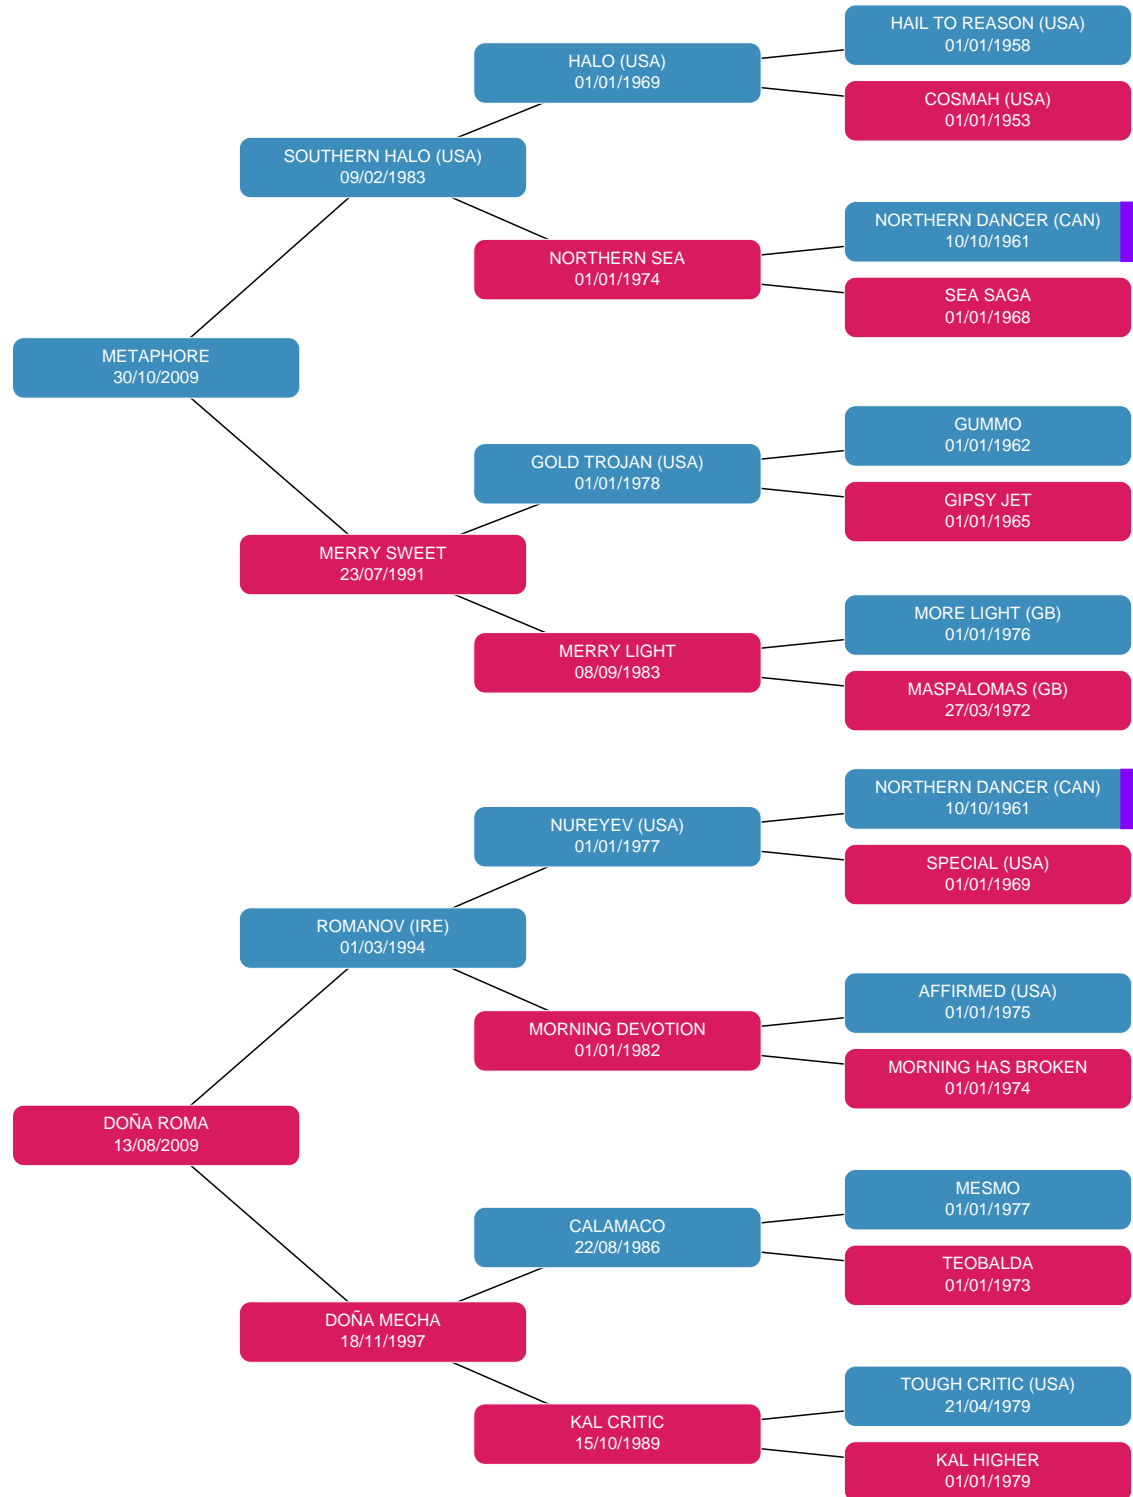 HAIL TO REASON (USA)
01/01/1958
HALO (USA)
01/01/1969
COSMAH (USA)
01/01/1953
SOUTHERN HALO (USA)
09/02/1983
NORTHERN DANCER (CAN)
10/10/1961
NORTHERN SEA
01/01/1974
SEA SAGA
01/01/1968
METAPHORE
30/10/2009
GUMMO
01/01/1962
GOLD TROJAN (USA)
01/01/1978
GIPSY JET
01/01/1965
MERRY SWEET
23/07/1991
MORE LIGHT (GB)
01/01/1976
MERRY LIGHT
08/09/1983
MASPALOMAS (GB)
27/03/1972
NORTHERN DANCER (CAN)
10/10/1961
NUREYEV (USA)
01/01/1977
SPECIAL (USA)
01/01/1969
ROMANOV (IRE)
01/03/1994
AFFIRMED (USA)
01/01/1975
MORNING DEVOTION
01/01/1982
MORNING HAS BROKEN
01/01/1974
DOÑA ROMA
13/08/2009
MESMO
01/01/1977
CALAMACO
22/08/1986
TEOBALDA
01/01/1973
DOÑA MECHA
18/11/1997
TOUGH CRITIC (USA)
21/04/1979
KAL CRITIC
15/10/1989
KAL HIGHER
01/01/1979